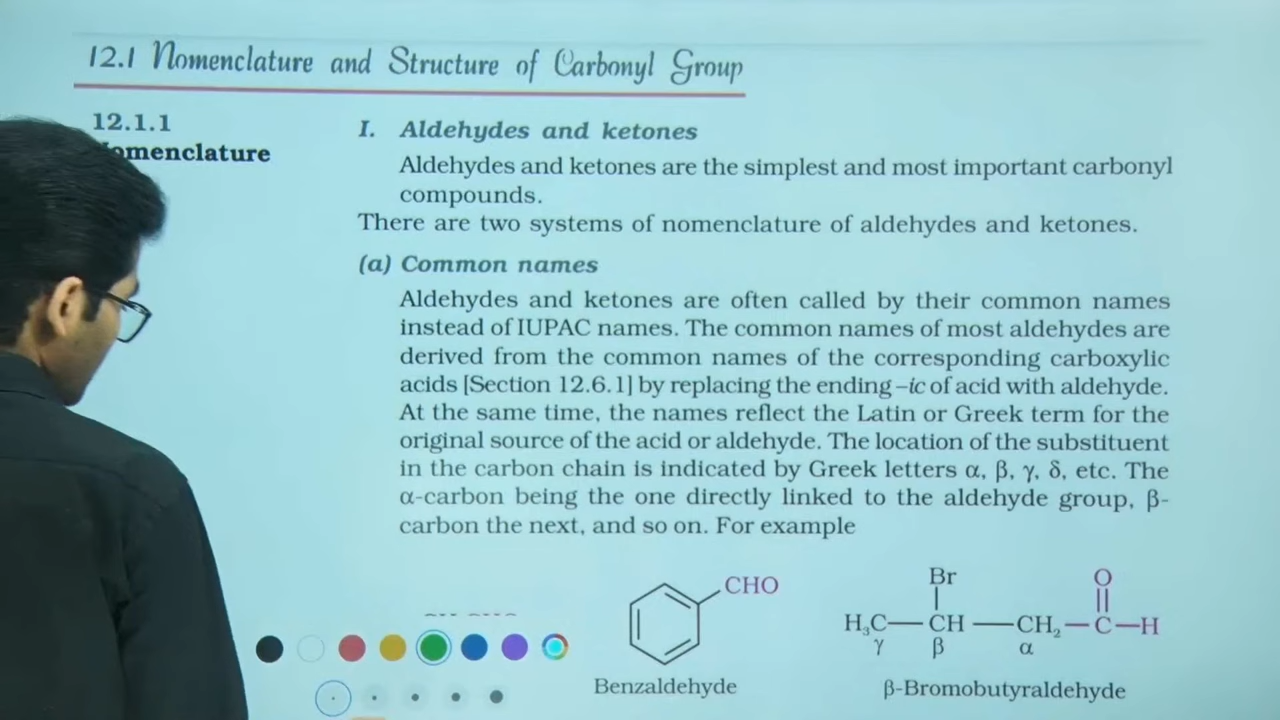 12.1 Nomenclature and Structure of Carbonyl Group
12.1.1
Nomenclature
I. Aldehydes and ketones
Aldehydes and ketones are the simplest and most important carbonyl
compounds.
There are two systems of nomenclature of aldehydes and ketones.
(a) Common names
Aldehydes and ketones are often called by their common names
instead of IUPAC names. The common names of most aldehydes are
derived from the common names of the corresponding carboxylic
acids [Section 12.6.1] by replacing the ending –ic of acid with aldehyde.
At the same time, the names reflect the Latin or Greek term for the
original source of the acid or aldehyde. The location of the substituent
in the carbon chain is indicated by Greek letters α, β, γ, δ, etc. The
α-carbon being the one directly linked to the aldehyde group, β-
carbon the next, and so on. For example
CHO
Benzaldehyde
Br O
H₃C—CH—CH₂—C—H
γ β α
β-Bromobutyraldehyde